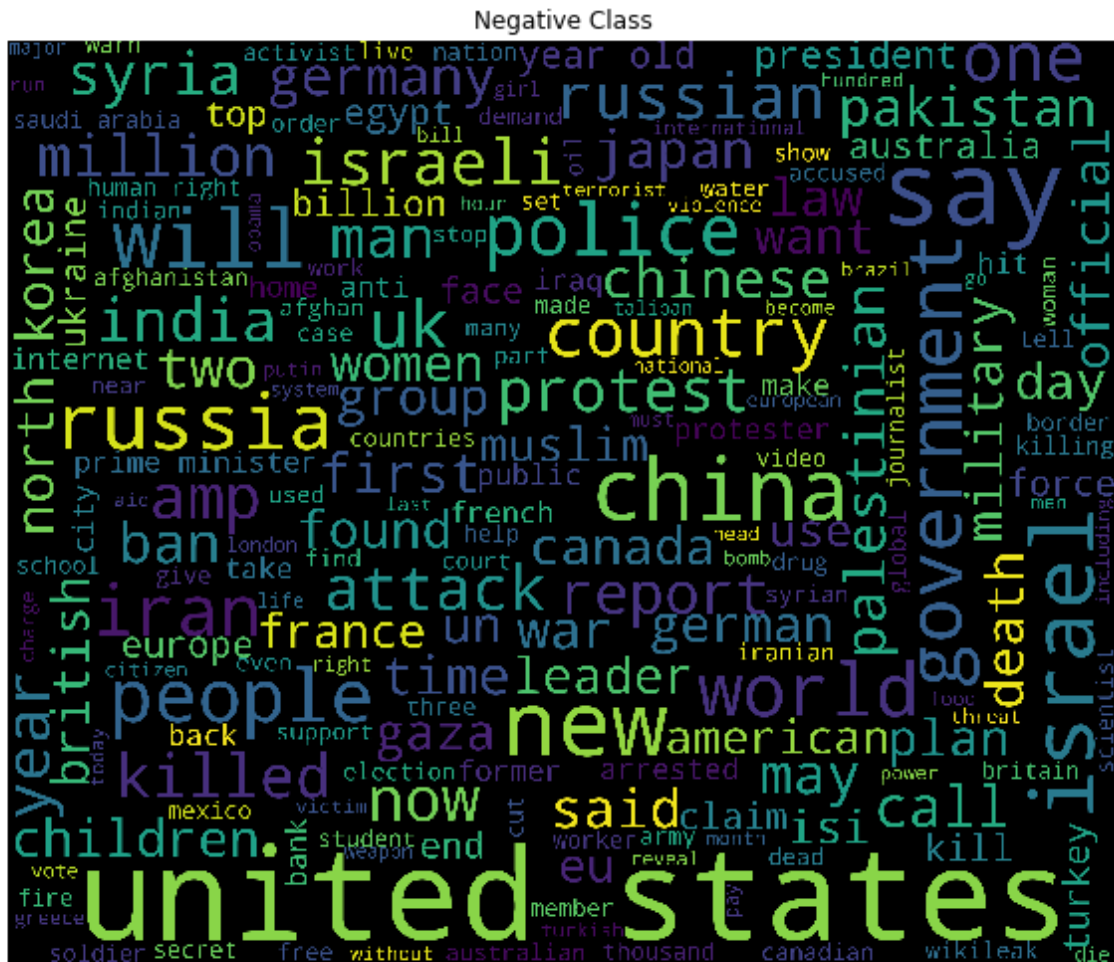 Negative Class
major warn activist live nation year old president hundred one
syria germany girl russian pakistan
run saudi arabia top order egypt demand international australia
million israeli bill japan oil show accused official
human right billion hour set terrorist water violence law say
indian obama will man stop police want
korea ukraine afghanistan work home anti face iraq chinese brazil go hit woman
india afghan case uk many made taliban become country
internet two putin women part national palestinian government military day
near system group protest make european journalist
russia countries muslim must protester border killing
north prime minister first public video china force
city aic amp used last french help head use men
ban found canada bomb drug global
school london find court
give take attack report syrian including
british iran life france un war german iranian israel death
charge europe
citizen even right time leader world food
year people three threat scientist
back support gaza new american plan
today killed election former arrested may power britain
mexico victim now cut said claim isi call
children bank student end worker army month kill turkey
weapon eu reveal dead
vote united states
fire member pay
greece turkish
soldier secret free without australian thousand canadian wikileak die